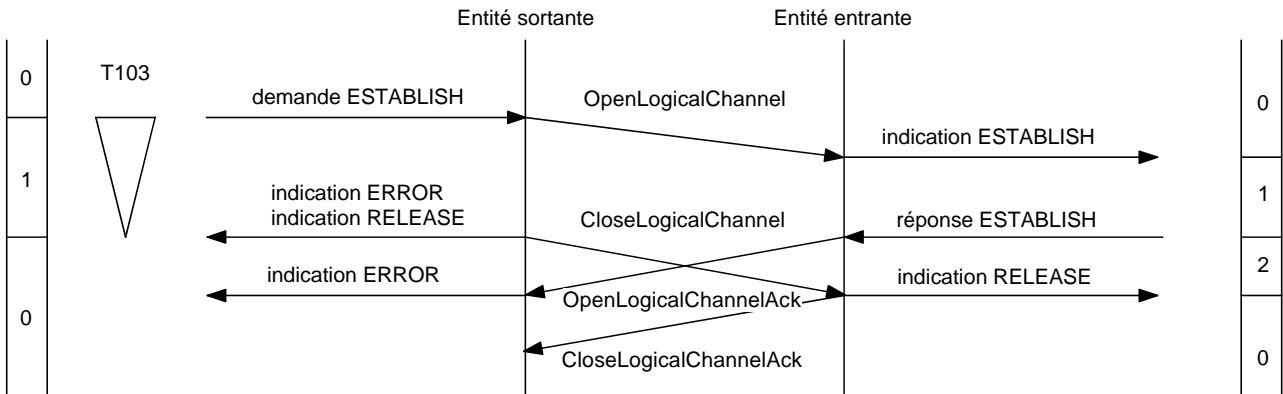 Entité sortante
Entité entrante
T103
0
demande ESTABLISH
OpenLogicalChannel
0
indication ESTABLISH
1
indication ERROR
indication RELEASE
CloseLogicalChannel
réponse ESTABLISH
1
2
indication ERROR
indication RELEASE
OpenLogicalChannelAck
0
CloseLogicalChannelAck
0